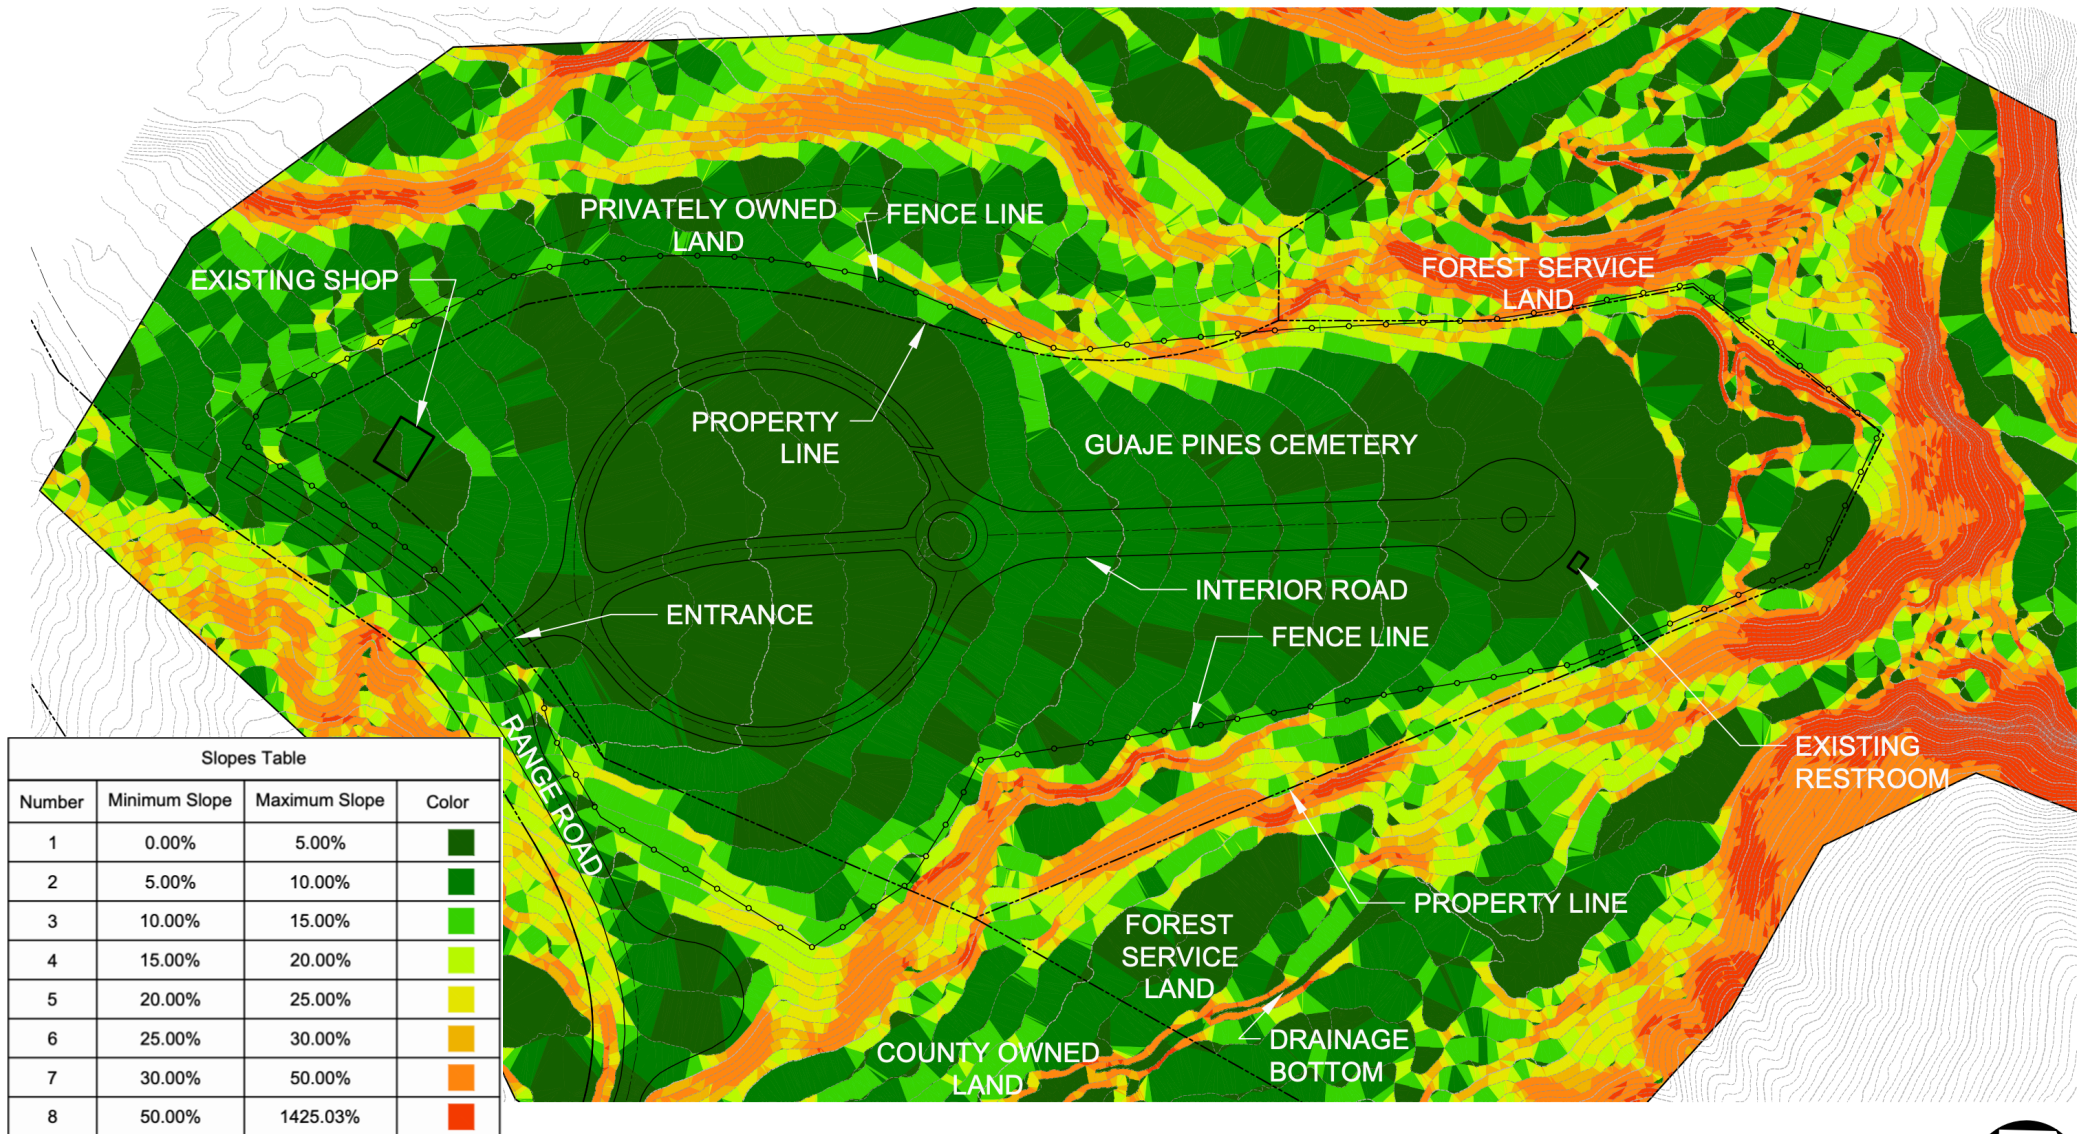 PRIVATELY OWNED
LAND
FENCE LINE
EXISTING SHOP
FOREST SERVICE
LAND
PROPERTY
LINE
GUAJE PINES CEMETERY
INTERIOR ROAD
ENTRANCE
FENCE LINE
RANGE ROAD
EXISTING
RESTROOM
PROPERTY LINE
FOREST
SERVICE
LAND
DRAINAGE
BOTTOM
COUNTY OWNED
LAND
Slopes Table
Number Minimum Slope Maximum Slope Color
1 0.00% 5.00%
2 5.00% 10.00%
3 10.00% 15.00%
4 15.00% 20.00%
5 20.00% 25.00%
6 25.00% 30.00%
7 30.00% 50.00%
8 50.00% 1425.03%